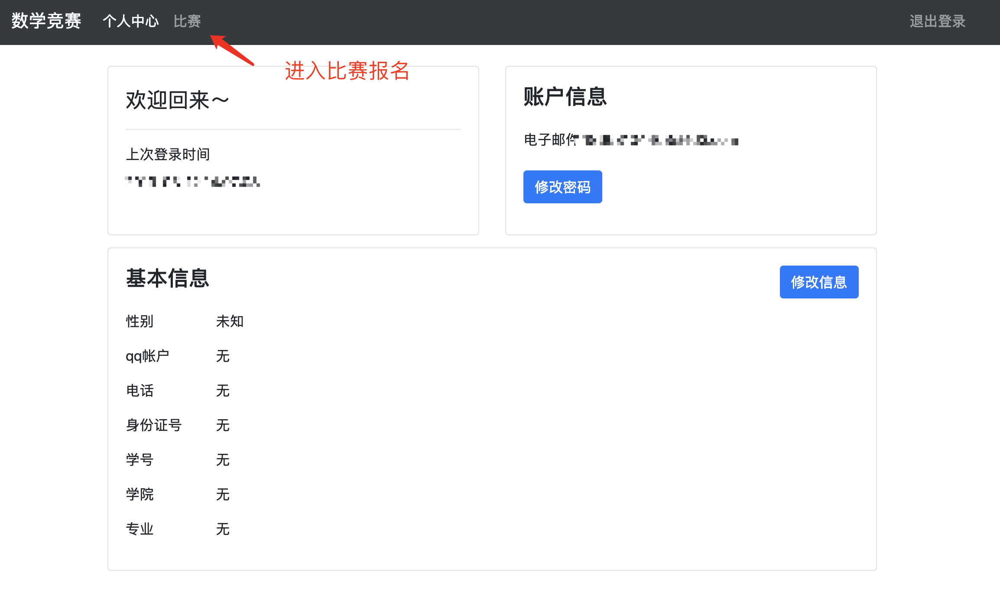 数学竞赛 个人中心 比赛 退出登录
进入比赛报名
欢迎回来～
上次登录时间
账户信息
电子邮件
修改密码
基本信息
修改信息
性别 未知
qq帐户 无
电话 无
身份证号 无
学号 无
学院 无
专业 无